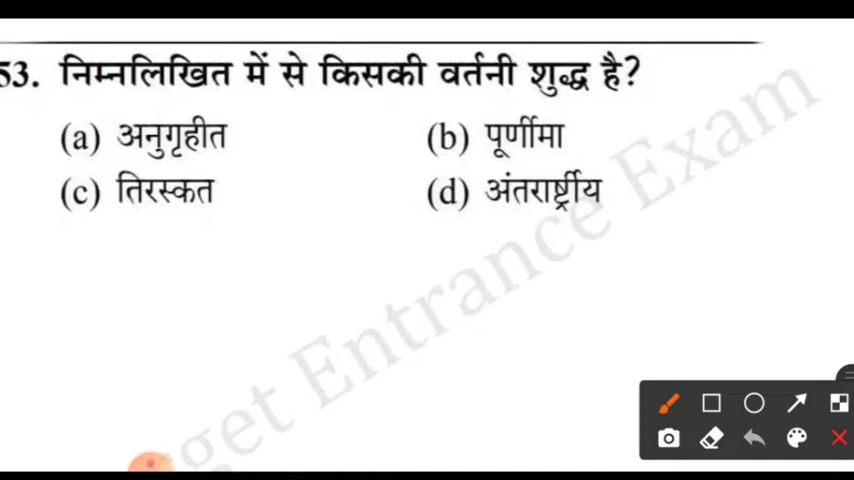 53. निम्नलिखित में से किसकी वर्तनी शुद्ध है?
(a) अनुगृहीत (b) पूर्णीमा
(c) तिरस्कत (d) अंतरार्ष्ट्रीय
get Entrance Exam